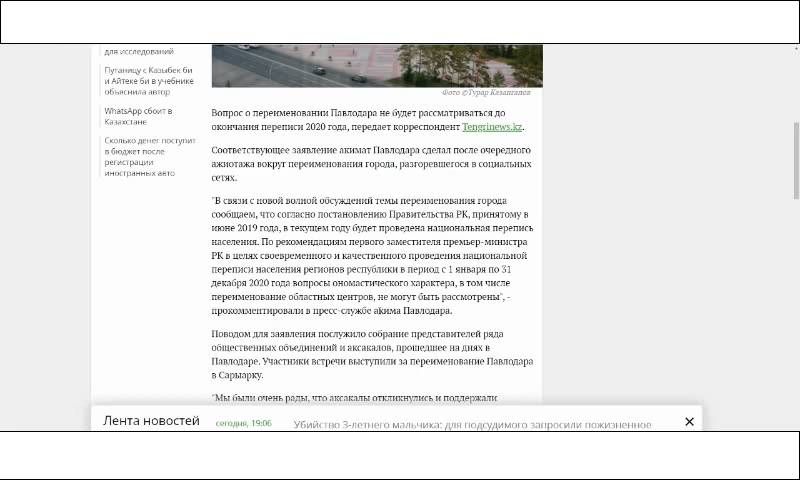 для исследований
Путаницу с Казыбек би
и Айтеке би в учебнике
объяснила автор
WhatsApp сбоит в
Казахстане
Сколько денег поступит
в бюджет после
регистрации
иностранных авто
Фото ©Турар Казангапов
Вопрос о переименовании Павлодара не будет рассматриваться до
окончания переписи 2020 года, передает корреспондент Tengrinews.kz.
Соответствующее заявление акимат Павлодара сделал после очередного
ажиотажа вокруг переименования города, разгоревшегося в социальных
сетях.
"В связи с новой волной обсуждений темы переименования города
сообщаем, что согласно постановлению Правительства РК, принятому в
июне 2019 года, в текущем году будет проведена национальная перепись
населения. По рекомендациям первого заместителя премьер-министра
РК в целях своевременного и качественного проведения национальной
переписи населения регионов республики в период с 1 января по 31
декабря 2020 года вопросы ономастического характера, в том числе
переименование областных центров, не могут быть рассмотрены", -
прокомментировали в пресс-службе акима Павлодара.
Поводом для заявления послужило собрание представителей ряда
общественных объединений и аксакалов, прошедшее на днях в
Павлодаре. Участники встречи выступили за переименование Павлодара
в Сарыарку.
"Мы были очень рады, что аксакалы откликнулись и поддержали
Лента новостей
сегодня, 19:06
Убийство 3-летнего мальчика: для подсудимого запросили пожизненное